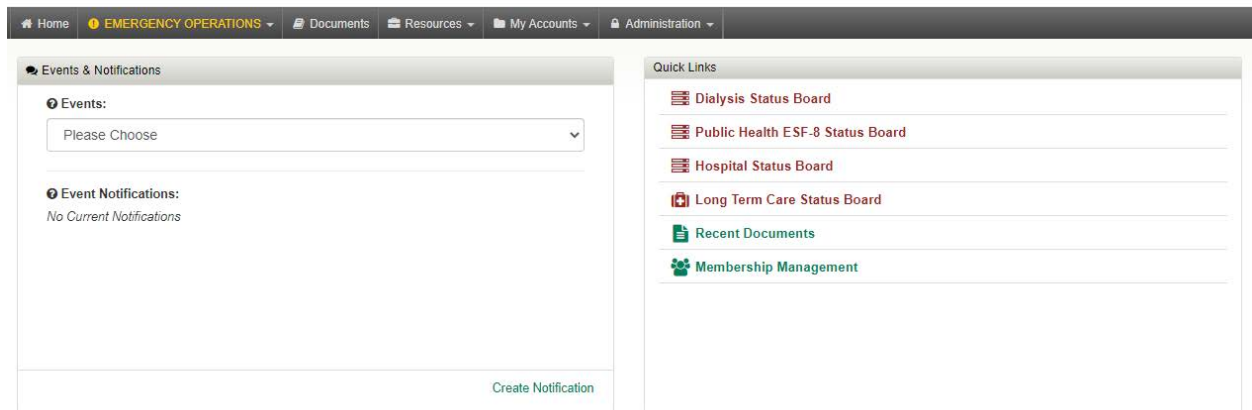 Home EMERGENCY OPERATIONS Documents Resources My Accounts Administration
Events & Notifications
Events:
Please Choose
Event Notifications:
No Current Notifications
Create Notification
Quick Links
Dialysis Status Board
Public Health ESF-8 Status Board
Hospital Status Board
Long Term Care Status Board
Recent Documents
Membership Management